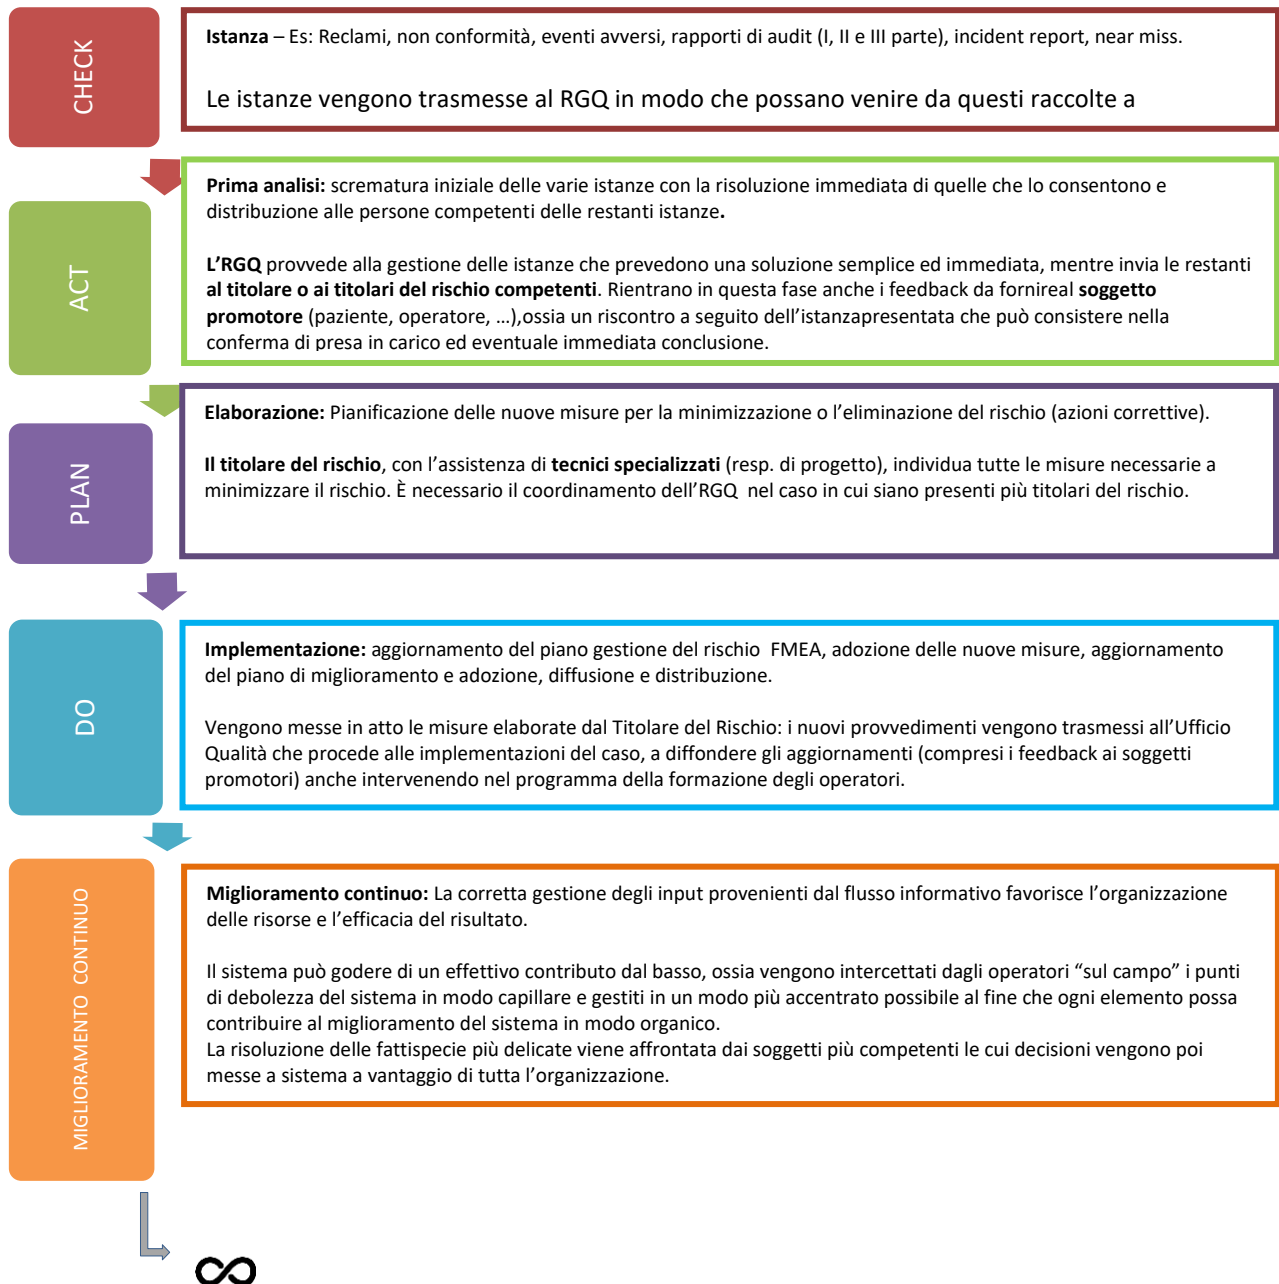 CHECK
Istanza – Es: Reclami, non conformità, eventi avversi, rapporti di audit (I, II e III parte), incident report, near miss.
Le istanze vengono trasmesse al RGQ in modo che possano venire da questi raccolte a
ACT
Prima analisi: scrematura iniziale delle varie istanze con la risoluzione immediata di quelle che lo consentono e
distribuzione alle persone competenti delle restanti istanze.
L’RGQ provvede alla gestione delle istanze che prevedono una soluzione semplice ed immediata, mentre invia le restanti
al titolare o ai titolari del rischio competenti. Rientrano in questa fase anche i feedback da fornireal soggetto
promotore (paziente, operatore, …),ossia un riscontro a seguito dell’istanzapresentata che può consistere nella
conferma di presa in carico ed eventuale immediata conclusione.
PLAN
Elaborazione: Pianificazione delle nuove misure per la minimizzazione o l’eliminazione del rischio (azioni correttive).
Il titolare del rischio, con l’assistenza di tecnici specializzati (resp. di progetto), individua tutte le misure necessarie a
minimizzare il rischio. È necessario il coordinamento dell’RGQ  nel caso in cui siano presenti più titolari del rischio.
DO
Implementazione: aggiornamento del piano gestione del rischio  FMEA, adozione delle nuove misure, aggiornamento
del piano di miglioramento e adozione, diffusione e distribuzione.
Vengono messe in atto le misure elaborate dal Titolare del Rischio: i nuovi provvedimenti vengono trasmessi all’Ufficio
Qualità che procede alle implementazioni del caso, a diffondere gli aggiornamenti (compresi i feedback ai soggetti
promotori) anche intervenendo nel programma della formazione degli operatori.
MIGLIORAMENTO  CONTINUO
Miglioramento continuo: La corretta gestione degli input provenienti dal flusso informativo favorisce l’organizzazione
delle risorse e l’efficacia del risultato.
Il sistema può godere di un effettivo contributo dal basso, ossia vengono intercettati dagli operatori “sul campo” i punti
di debolezza del sistema in modo capillare e gestiti in un modo più accentrato possibile al fine che ogni elemento possa
contribuire al miglioramento del sistema in modo organico.
La risoluzione delle fattispecie più delicate viene affrontata dai soggetti più competenti le cui decisioni vengono poi
messe a sistema a vantaggio di tutta l’organizzazione.
∞